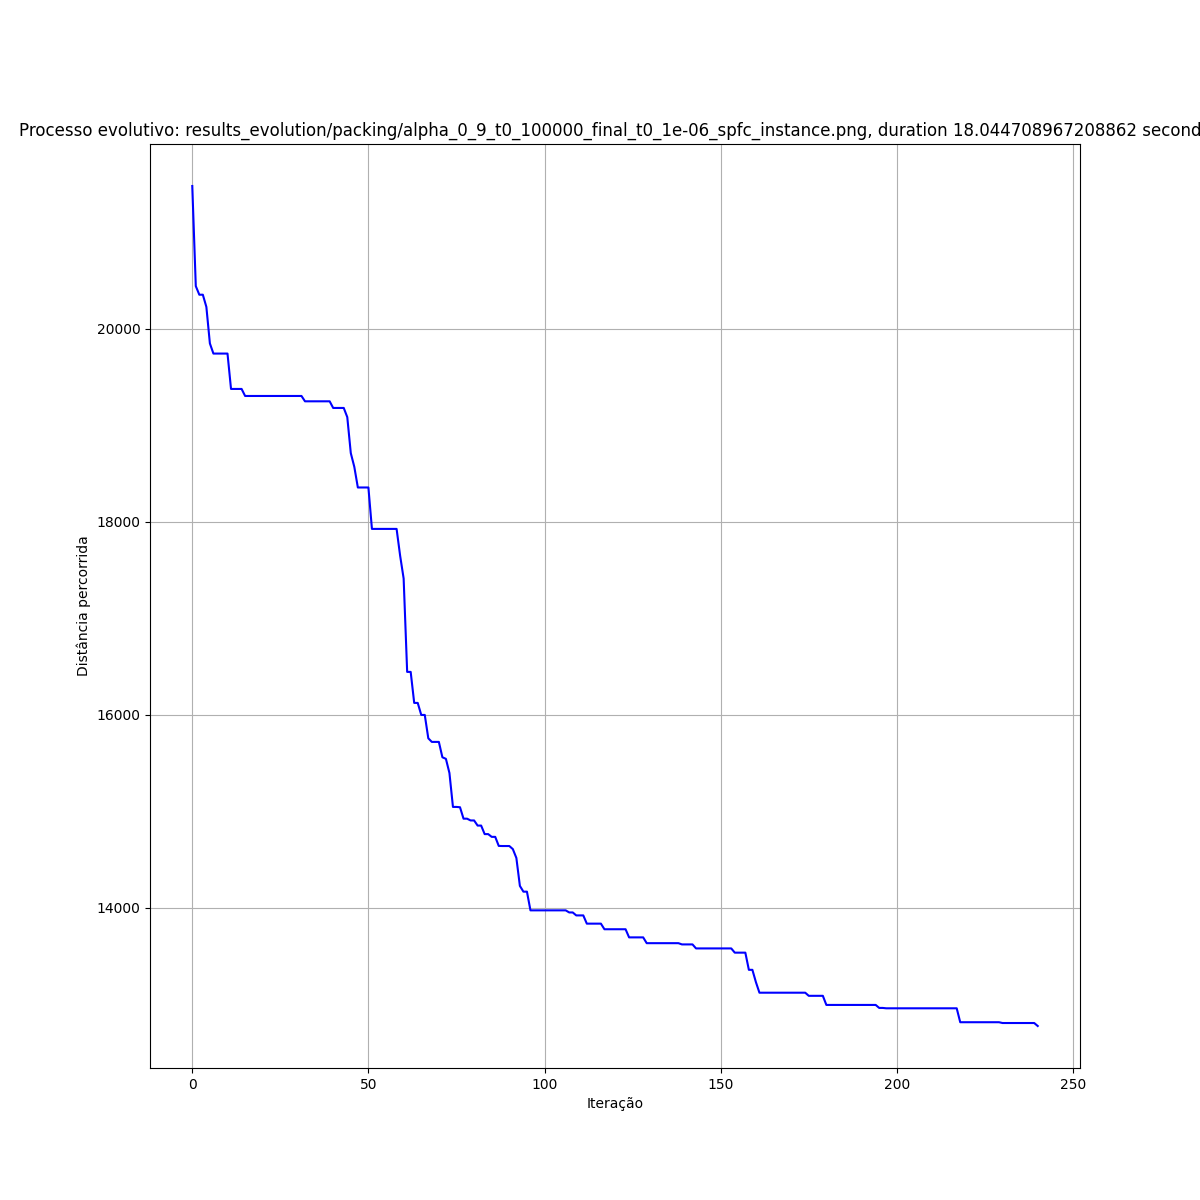 Processo evolutivo: results_evolution/packing/alpha_0_9_t0_100000_final_t0_1e-06_spfc_instance.png, duration 18.044708967208862 second
20000
18000
16000
14000
Distância percorrida
0 50 100 150 200 250
Iteração